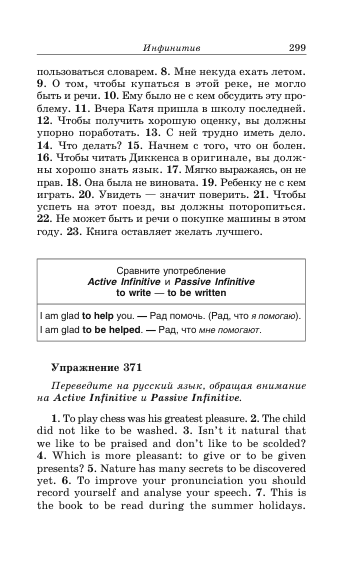 Инфинитив 299
пользоваться словарем. 8. Мне некуда ехать летом.
9. О том, чтобы купаться в этой реке, не могло
быть и речи. 10. Ему было не с кем обсудить эту про-
блему. 11. Вчера Катя пришла в школу последней.
12. Чтобы получить хорошую оценку, вы должны
упорно поработать. 13. С ней трудно иметь дело.
14. Что делать? 15. Начнем с того, что он болен.
16. Чтобы читать Диккенса в оригинале, вы долж-
ны хорошо знать язык. 17. Мягко выражаясь, он не
прав. 18. Она была не виновата. 19. Ребенку не с кем
играть. 20. Увидеть — значит поверить. 21. Чтобы
успеть на этот поезд, вы должны поторопиться.
22. Не может быть и речи о покупке машины в этом
году. 23. Книга оставляет желать лучшего.
Сравните употребление
Active Infinitive и Passive Infinitive
to write — to be written
I am glad to help you. — Рад помочь. (Рад, что я помогаю).
I am glad to be helped. — Рад, что мне помогают.
Упражнение 371
Переведите на русский язык, обращая внимание
на Active Infinitive и Passive Infinitive.
1. To play chess was his greatest pleasure. 2. The child
did not like to be washed. 3. Isn't it natural that
we like to be praised and don't like to be scolded?
4. Which is more pleasant: to give or to be given
presents? 5. Nature has many secrets to be discovered
yet. 6. To improve your pronunciation you should
record yourself and analyse your speech. 7. This is
the book to be read during the summer holidays.